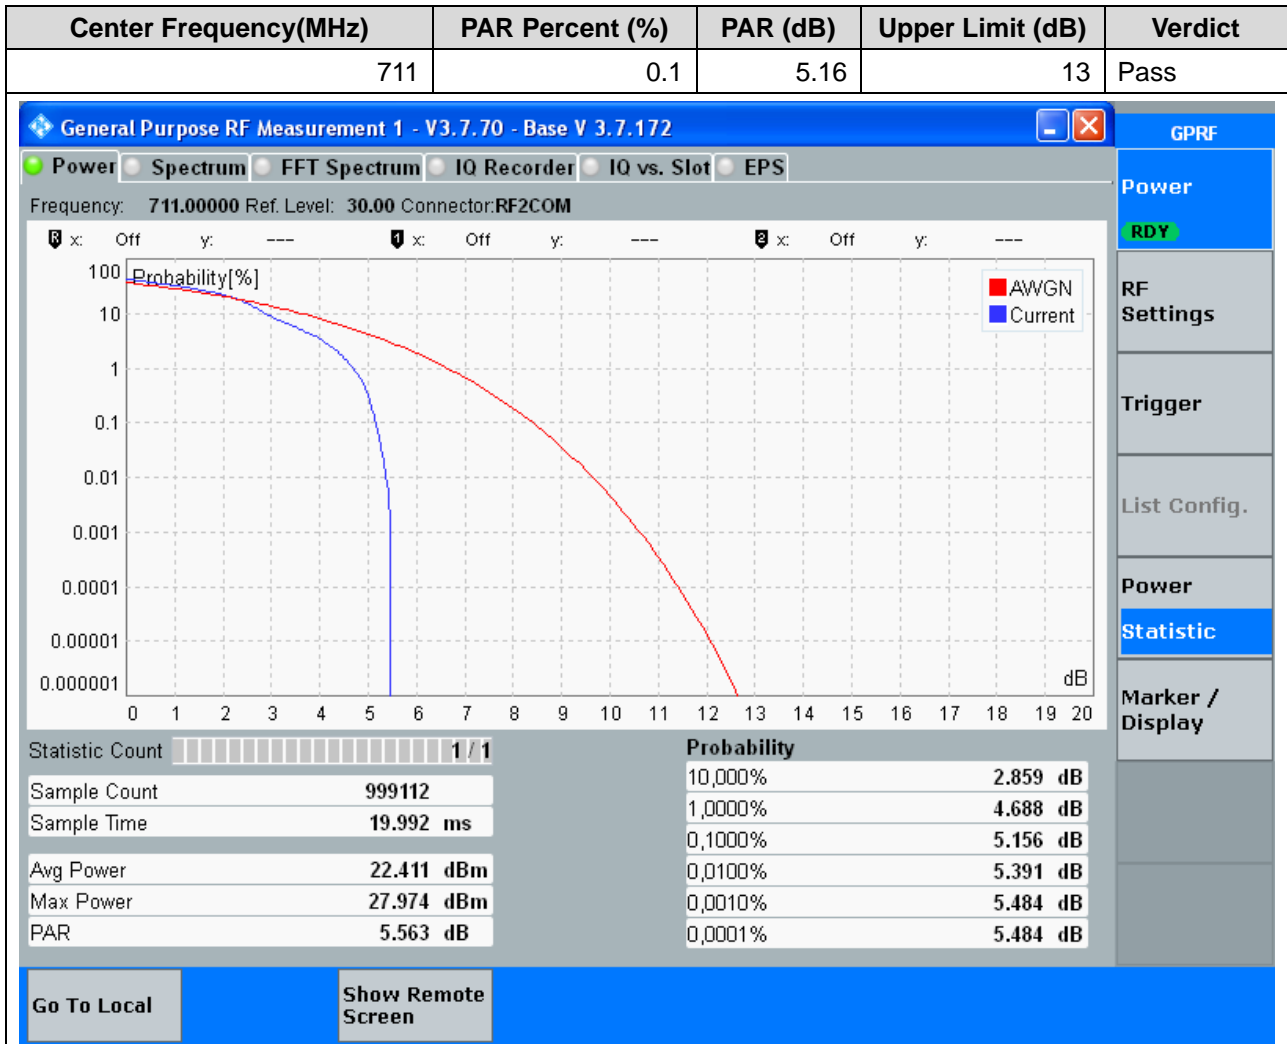 Center Frequency(MHz) PAR Percent (%) PAR (dB) Upper Limit (dB) Verdict
711 0.1 5.16 13 Pass
General Purpose RF Measurement 1 - V3.7.70 - Base V 3.7.172
GPRF
Power Spectrum FFT Spectrum IQ Recorder IQ vs. Slot EPS
Frequency: 711.00000 Ref. Level: 30.00 Connector:RF2COM
R x: Off y: --- 1 x: Off y: --- 2 x: Off y: ---
Probability[%]
AWGN
Current
100
10
1
0.1
0.01
0.001
0.0001
0.00001
0.000001
dB
0 1 2 3 4 5 6 7 8 9 10 11 12 13 14 15 16 17 18 19 20
Statistic Count 1 / 1
Sample Count 999112
Sample Time 19.992 ms
Avg Power 22.411 dBm
Max Power 27.974 dBm
PAR 5.563 dB
Probability
10,000% 2.859 dB
1,0000% 4.688 dB
0,1000% 5.156 dB
0,0100% 5.391 dB
0,0010% 5.484 dB
0,0001% 5.484 dB
Power
RDY
RF
Settings
Trigger
List Config.
Power
Statistic
Marker /
Display
Go To Local
Show Remote
Screen